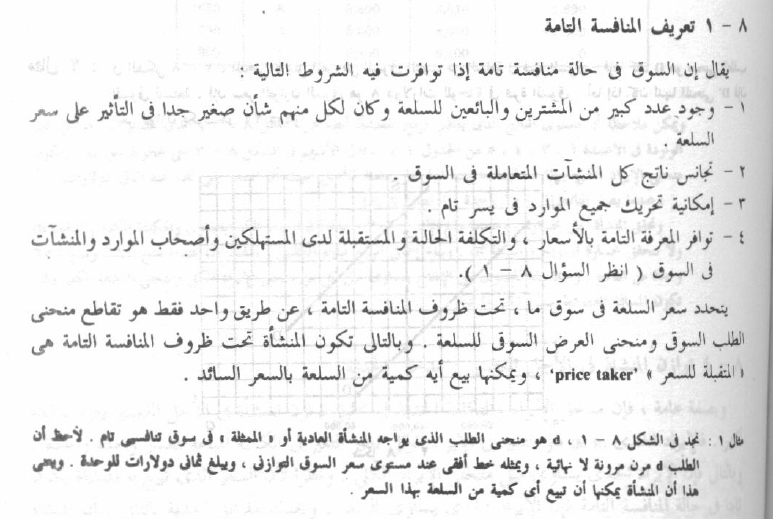 ٨ - ١ تعريف المنافسة التامة
يقال إن السوق فى حالة منافسة تامة إذا توافرت فيه الشروط التالية :
١ - وجود عدد كبير من المشترين والبائعين للسلعة وكان لكل منهم شأن صغير جدا فى التأثير على سعر
السلعة .
٢ - تجانس ناتج كل المنشآت المتعاملة فى السوق .
٣ - إمكانية تحريك جميع الموارد فى يسر تام .
٤ - توافر المعرفة التامة بالأسعار ، والتكلفة الحالية والمستقبلة لدى المستهلكين وأصحاب الموارد والمنشآت
فى السوق ( انظر السؤال ٨ - ١ ).
يتحدد سعر السلعة فى سوق ما ، تحت ظروف المنافسة التامة ، عن طريق واحد فقط هو تقاطع منحنى
الطلب السوقى ومنحنى العرض السوقى للسلعة . وبالتالى تكون المنشأة تحت ظروف المنافسة التامة هى
« المتقبلة للسعر » 'price taker' ، ويمكنها بيع أيه كمية من السلعة بالسعر السائد .
مثال ١ : نجد فى الشكل ٨ - ١ ، d هو منحنى الطلب الذى يواجه المنشأة العادية أو « الممثلة » فى سوق تنافسى تام . لاحظ أن
الطلب d مرن مرونة لا نهائية ، ويمثله خط أفقى عند مستوى سعر السوق التوازنى ، ويبلغ ثمانى دولارات للوحدة . ويعنى
هذا أن المنشأة يمكنها أن تبيع أى كمية من السلعة بهذا السعر .